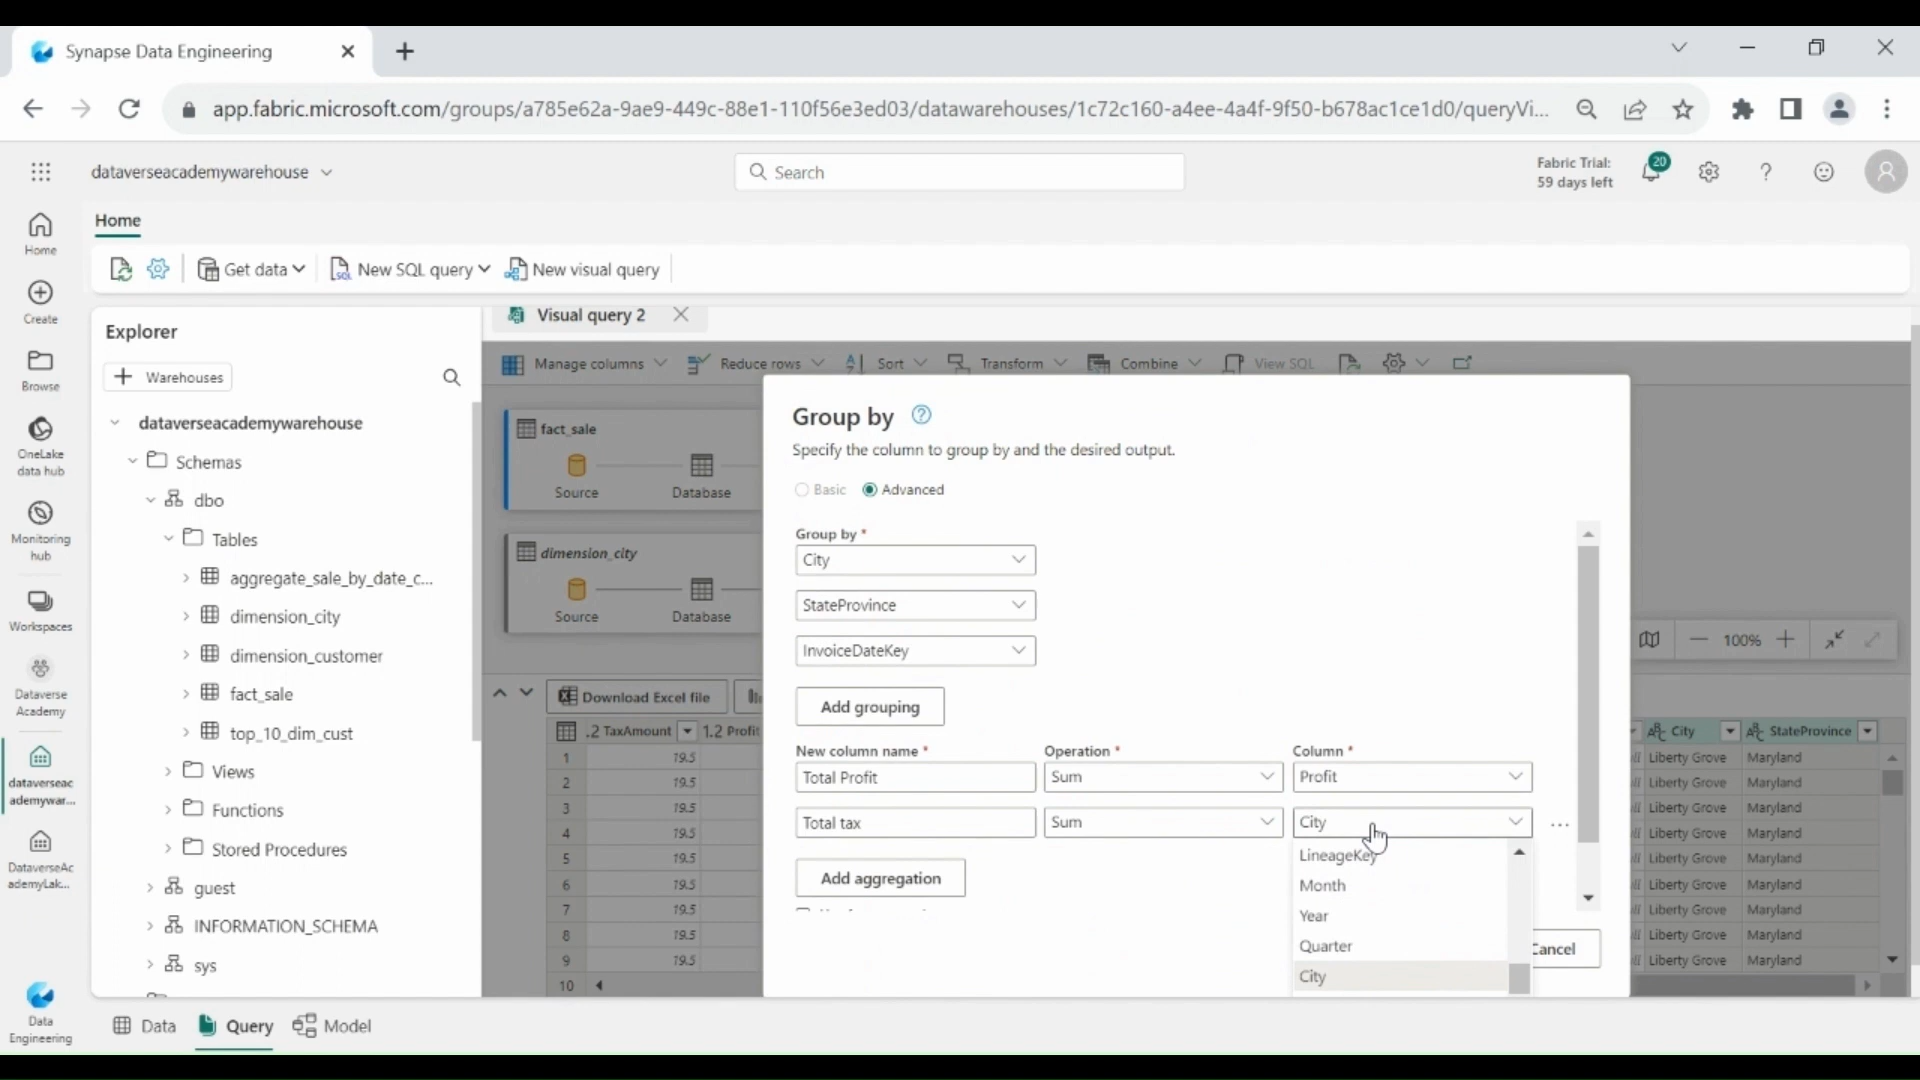 Synapse Data Engineering
app.fabric.microsoft.com/groups/a785e62a-9ae9-449c-88e1-110f56e3ed03/datawarehouses/1c72c160-a4ee-4a4f-9f50-b678ac1ce1d0/queryVi...
dataverseacademywarehouse
Search
Fabric Trial:
59 days left
20
Home
Home
Create
Browse
OneLake
data hub
Monitoring
hub
Workspaces
Dataverse
Academy
dataverseac
ademywar...
DataverseAc
ademyLak...
Data
Engineering
Get data
New SQL query
New visual query
Explorer
+ Warehouses
dataverseacademywarehouse
Schemas
dbo
Tables
aggregate_sale_by_date_c...
dimension_city
dimension_customer
fact_sale
top_10_dim_cust
Views
Functions
Stored Procedures
guest
INFORMATION_SCHEMA
sys
Visual query 2
Manage columns
Reduce rows
Sort
Transform
Combine
View SQL
fact_sale
Source
Database
dimension_city
Source
Database
100%
Download Excel file
.2 TaxAmount
1.2 Profi
City
StateProvince
1 19.5 Liberty Grove Maryland
2 19.5 Liberty Grove Maryland
3 19.5 Liberty Grove Maryland
4 19.5 Liberty Grove Maryland
5 19.5 Liberty Grove Maryland
6 19.5 Liberty Grove Maryland
7 19.5 Liberty Grove Maryland
8 19.5 Liberty Grove Maryland
9 19.5 Liberty Grove Maryland
10
Group by
Specify the column to group by and the desired output.
Basic
Advanced
Group by *
City
StateProvince
InvoiceDateKey
Add grouping
New column name * Operation * Column *
Total Profit Sum Profit
Total tax Sum City
...
Add aggregation
LineageKey
Month
Year
Quarter
City
Cancel
Data
Query
Model